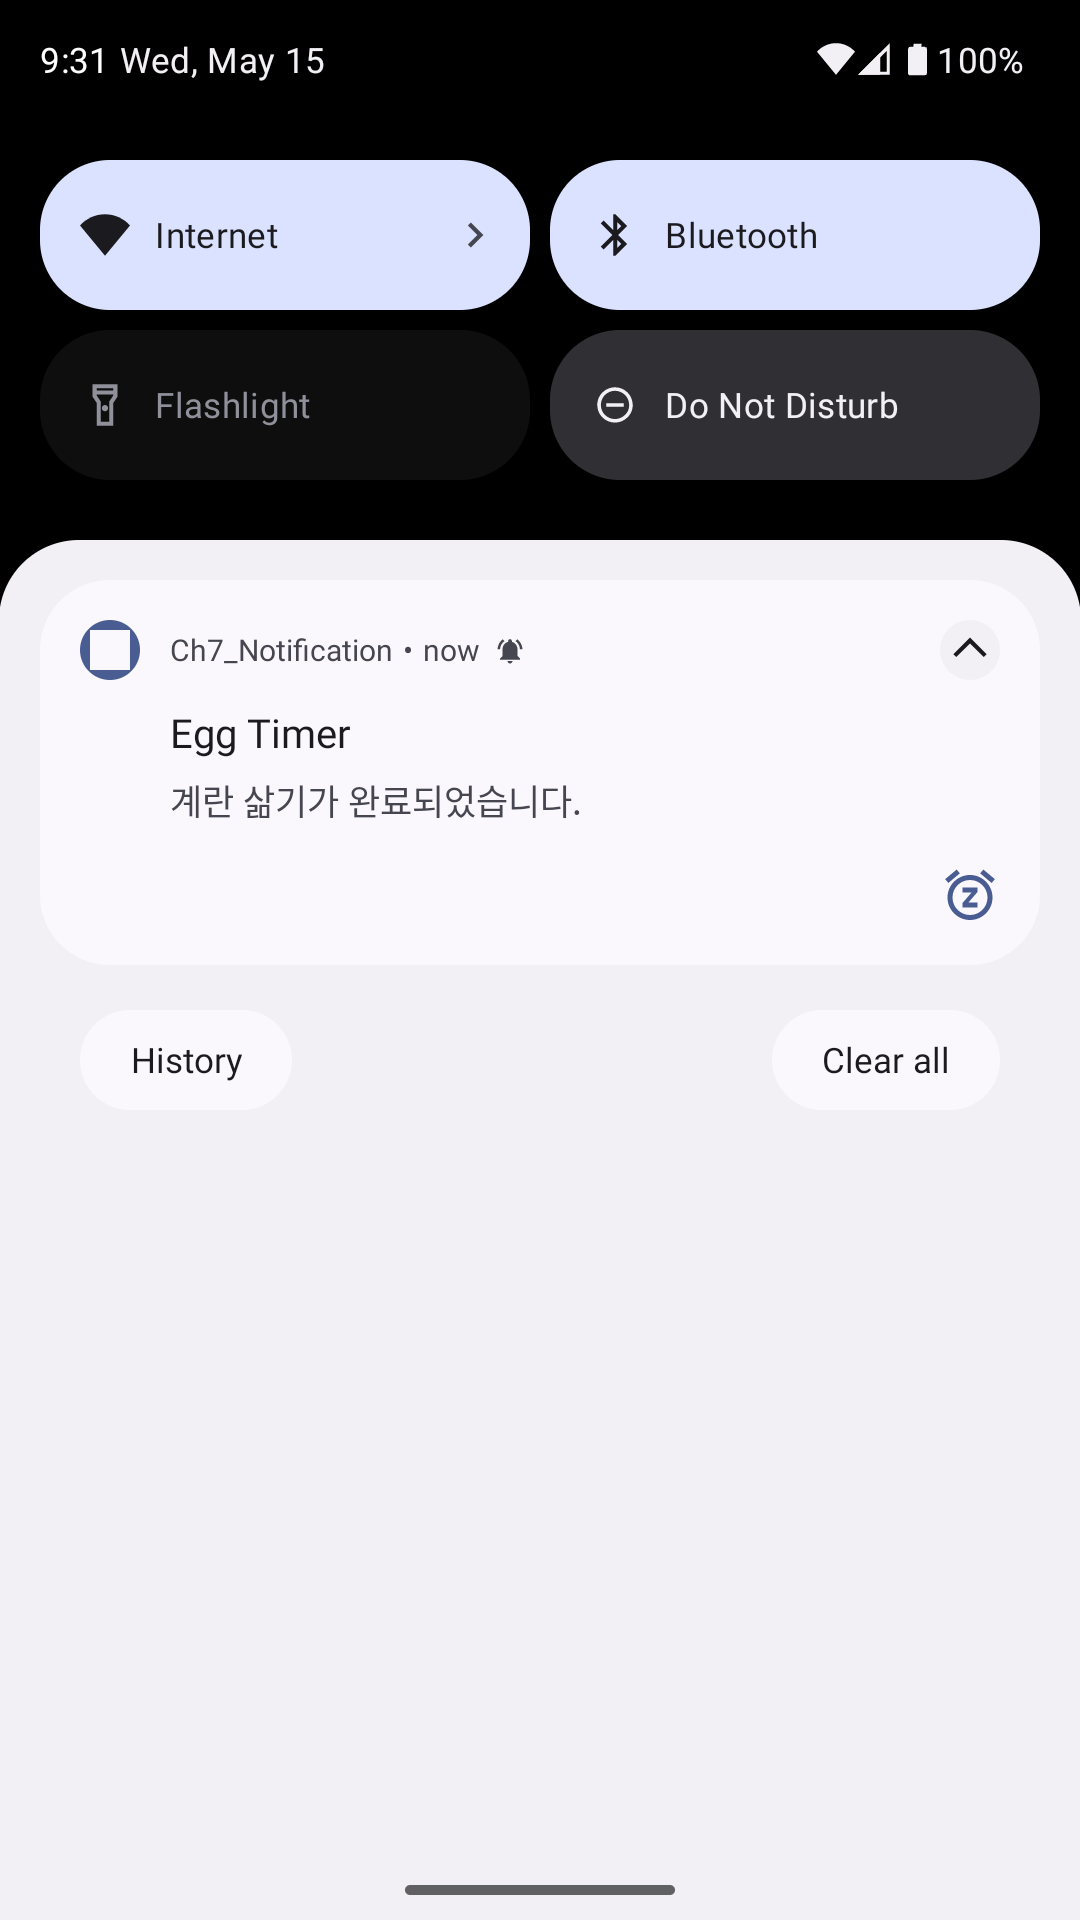 9:31 Wed, May 15
100%
Internet
Bluetooth
Flashlight
Do Not Disturb
Ch7_Notification • now
Egg Timer
계란 삶기가 완료되었습니다.
History
Clear all